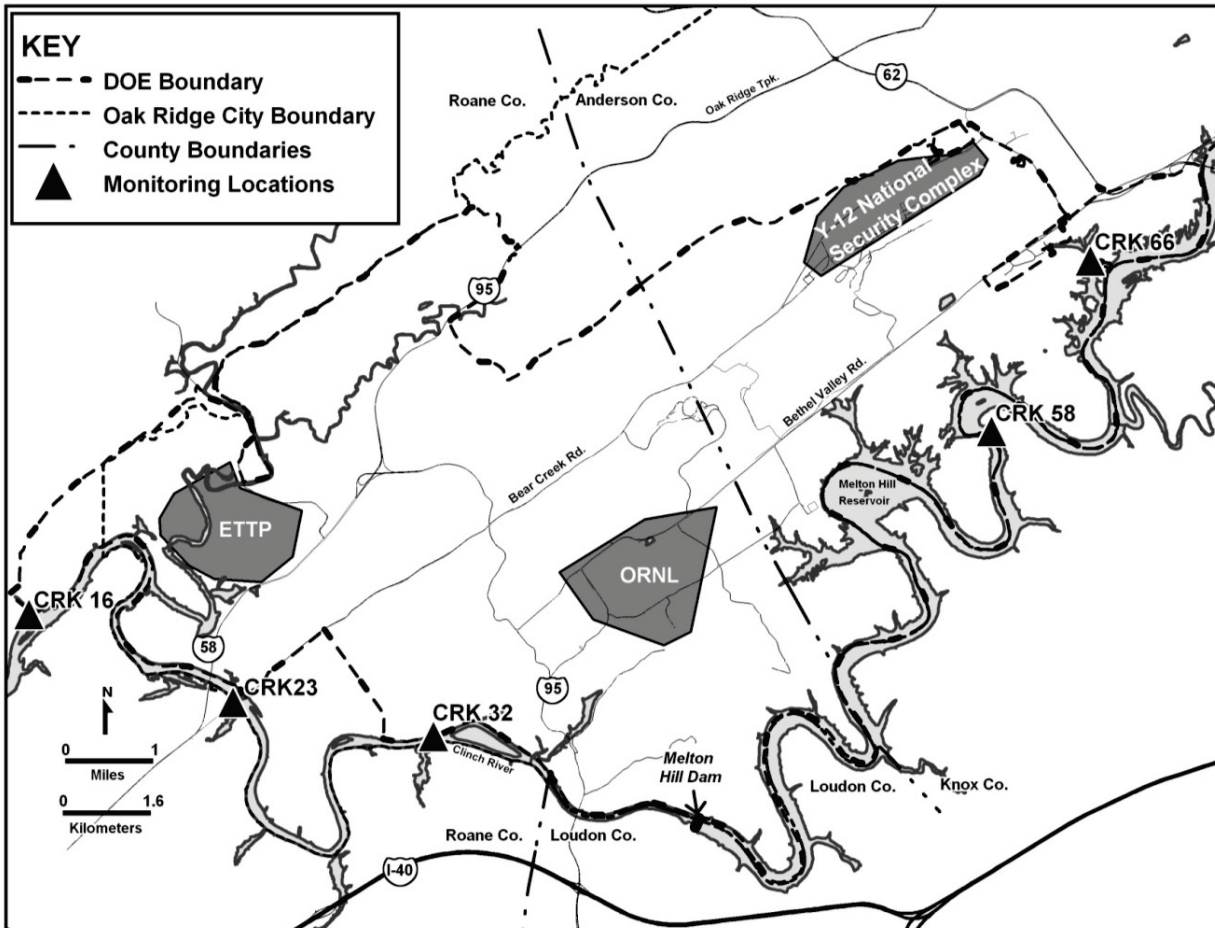 KEY
DOE Boundary
Oak Ridge City Boundary
County Boundaries
Monitoring Locations
62
Roane Co.
Anderson Co.
Oak Ridge Tpk.
Y-12 National
Security Complex
CRK 66
95
Bethel Valley Rd.
CRK 58
Bear Creek Rd.
Melton Hill
Reservoir
ETTP
ORNL
CRK 16
58
CRK23
95
N
CRK 32
Clinch River
0 1
Miles
0 1.6
Kilometers
Melton
Hill Dam
Loudon Co.
Knox Co.
Roane Co.
Loudon Co.
I-40